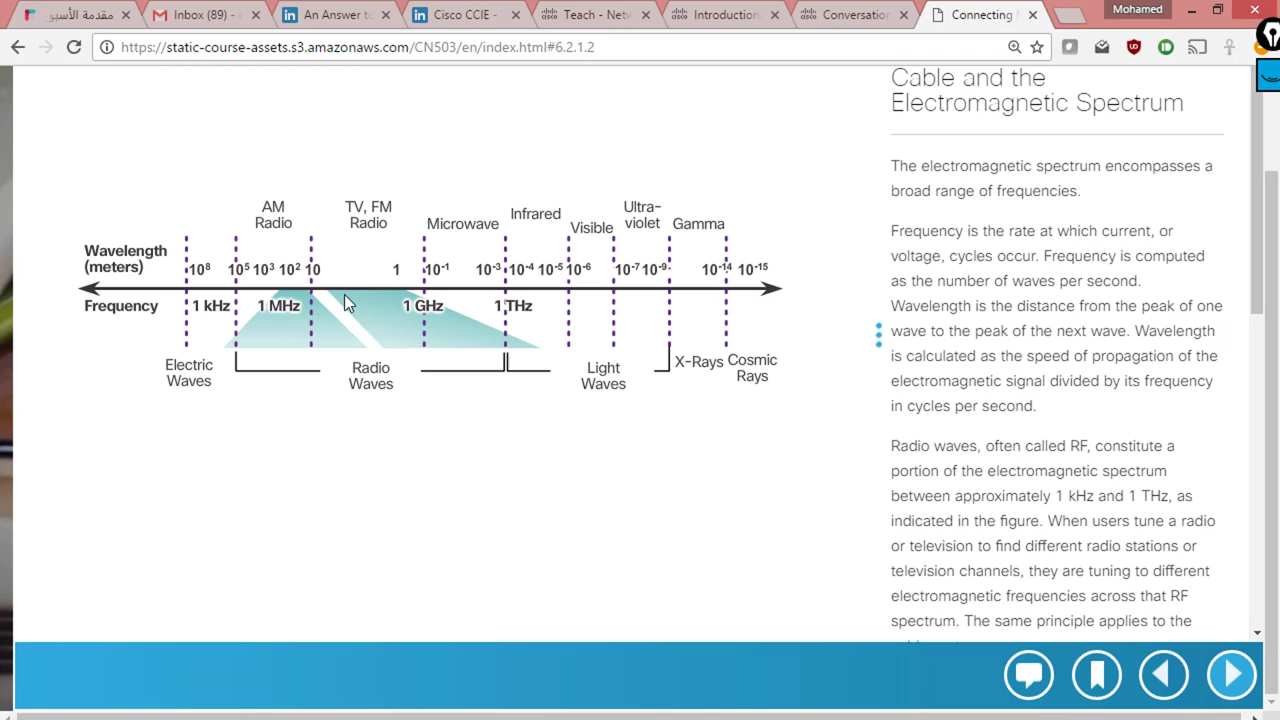 مقدمة الأسبو
Inbox (89) -
An Answer to
Cisco CCIE -
Teach - Netw
Introduction
Conversation
Connecting
Mohamed
https://static-course-assets.s3.amazonaws.com/CN503/en/index.html#6.2.1.2
AM Radio
TV, FM Radio
Microwave
Infrared
Visible
Ultra-violet
Gamma
Wavelength (meters)
10⁸ 10⁵ 10³ 10² 10 1 10⁻¹ 10⁻³ 10⁻⁴ 10⁻⁵ 10⁻⁶ 10⁻⁷ 10⁻⁹ 10⁻¹⁴ 10⁻¹⁵
Frequency 1 kHz 1 MHz 1 GHz 1 THz
Electric Waves
Radio Waves
Light Waves
X-Rays
Cosmic Rays
Cable and the
Electromagnetic Spectrum
The electromagnetic spectrum encompasses a
broad range of frequencies.
Frequency is the rate at which current, or
voltage, cycles occur. Frequency is computed
as the number of waves per second.
Wavelength is the distance from the peak of one
wave to the peak of the next wave. Wavelength
is calculated as the speed of propagation of the
electromagnetic signal divided by its frequency
in cycles per second.
Radio waves, often called RF, constitute a
portion of the electromagnetic spectrum
between approximately 1 kHz and 1 THz, as
indicated in the figure. When users tune a radio
or television to find different radio stations or
television channels, they are tuning to different
electromagnetic frequencies across that RF
spectrum. The same principle applies to the